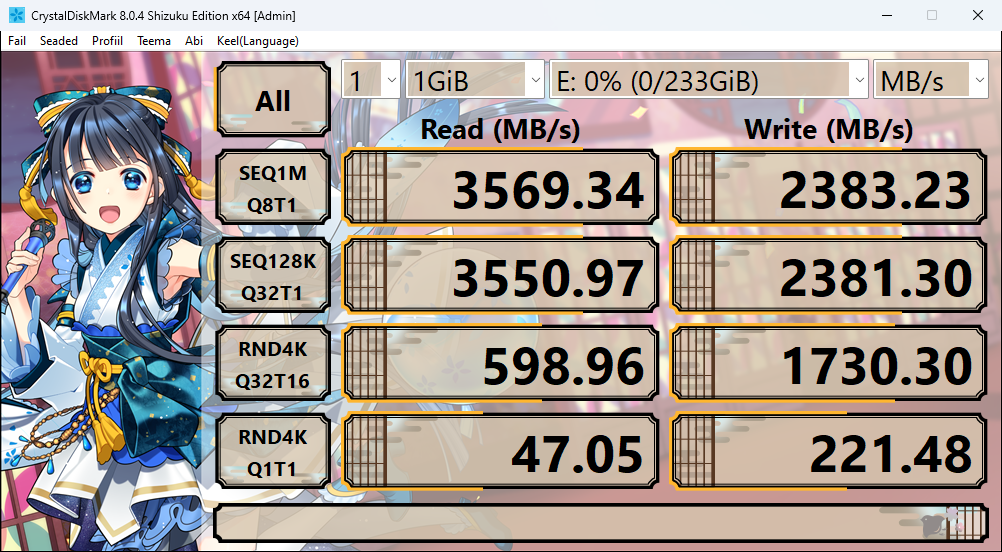 CrystalDiskMark 8.0.4 Shizuku Edition x64 [Admin]
Fail Seaded Profiil Teema Abi Keel(Language)
All 1 1GiB E: 0% (0/233GiB) MB/s
Read (MB/s) Write (MB/s)
SEQ1M
Q8T1
3569.34 2383.23
SEQ128K
Q32T1
3550.97 2381.30
RND4K
Q32T16
598.96 1730.30
RND4K
Q1T1
47.05 221.48